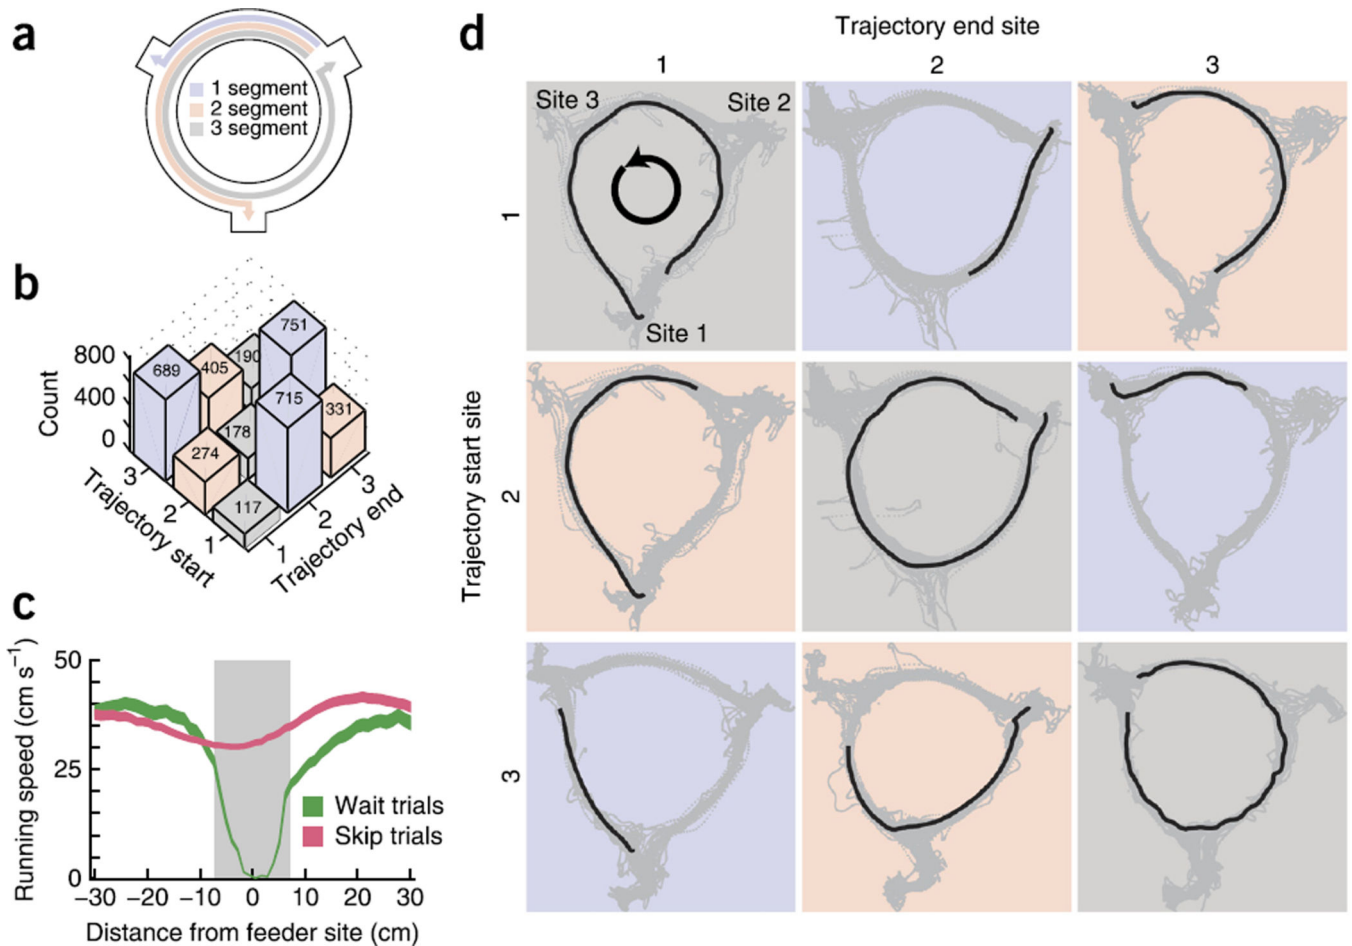 a
1 segment
2 segment
3 segment
b
800
400
0
Count
689
405
190
751
274
178
715
331
117
3
2
1
Trajectory start
1
2
3
Trajectory end
c
50
25
0
Running speed (cm s⁻¹)
Wait trials
Skip trials
−30 −20 −10 0 10 20 30
Distance from feeder site (cm)
d
Trajectory end site
1 2 3
Trajectory start site
1
2
3
Site 3
Site 2
Site 1